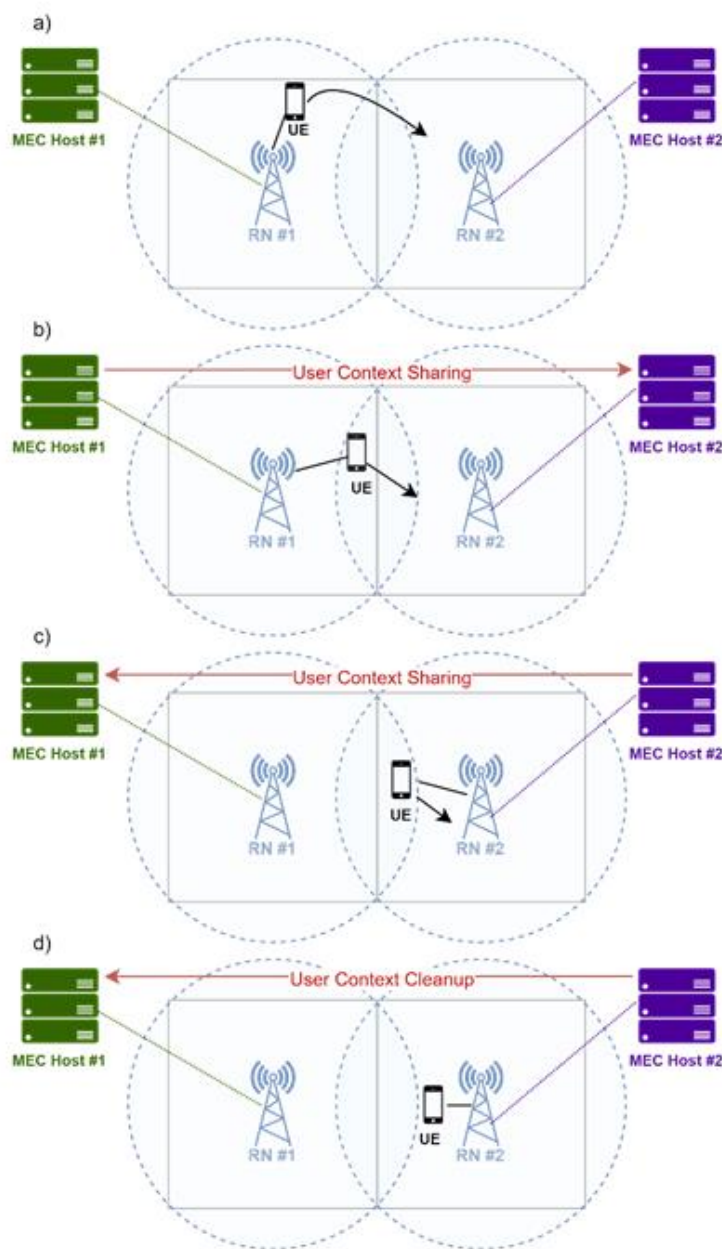 a)
MEC Host #1
UE
MEC Host #2
RN #1
RN #2
b)
User Context Sharing
MEC Host #1
UE
MEC Host #2
RN #1
RN #2
c)
User Context Sharing
MEC Host #1
UE
MEC Host #2
RN #1
RN #2
d)
User Context Cleanup
MEC Host #1
UE
MEC Host #2
RN #1
RN #2